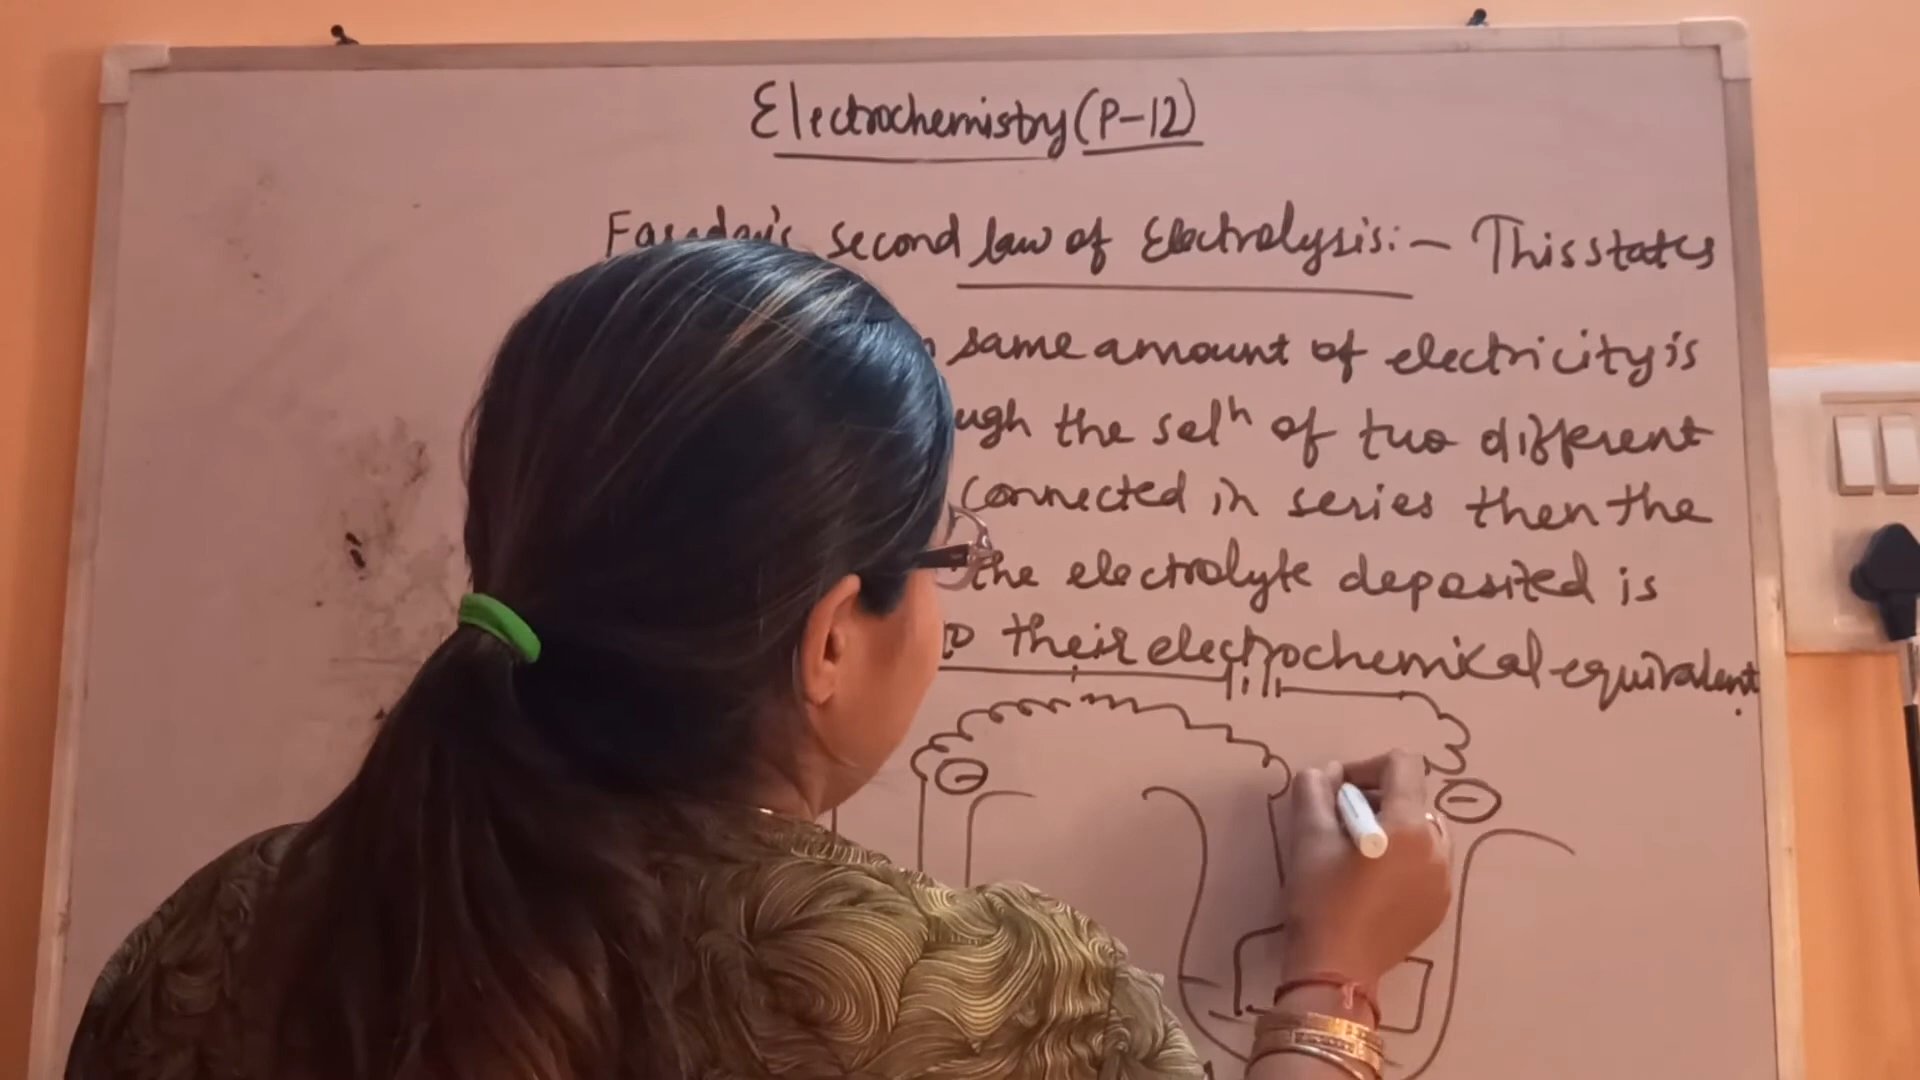 Electrochemistry (P-12)
Faraday's second law of Electrolysis:- This states
same amount of electricity is
ugh the solⁿ of two different
connected in series then the
the electrolyte deposited is
to their electrochemical equivalent.